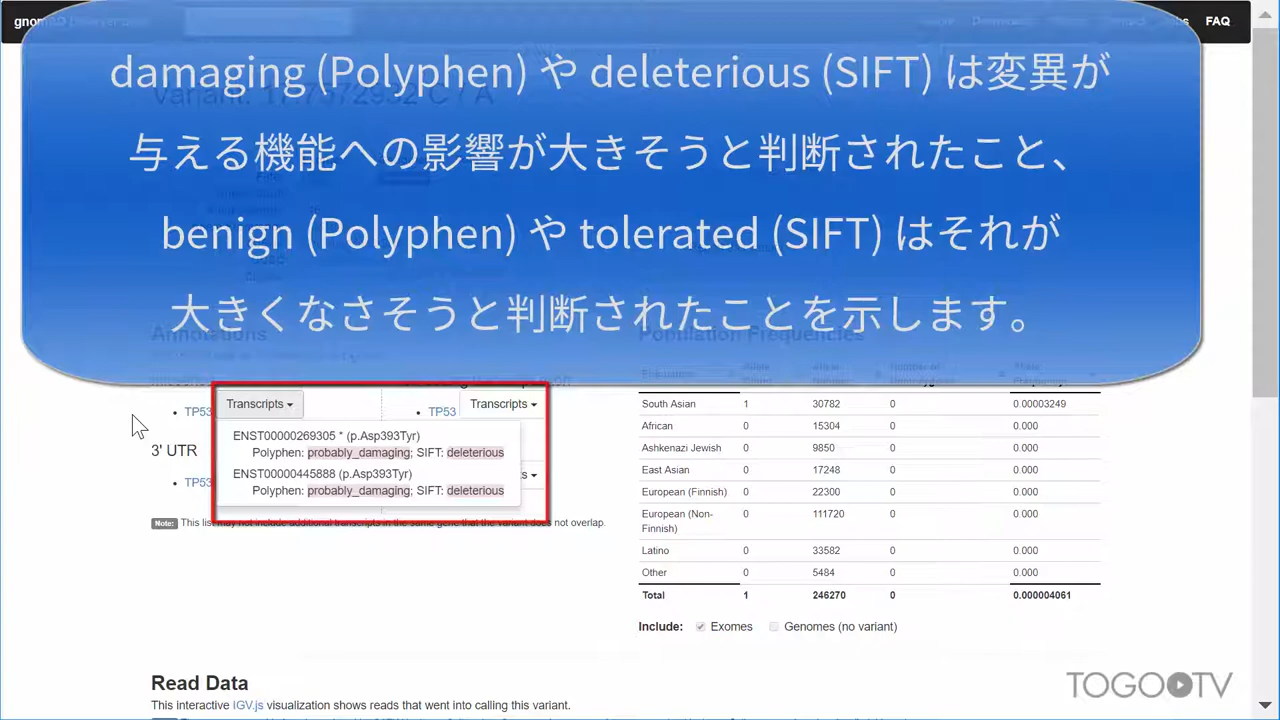 gnomAD browser
FAQ
damaging (Polyphen) や deleterious (SIFT) は変異が
与える機能への影響が大きそうと判断されたこと、
benign (Polyphen) や tolerated (SIFT) はそれが
大きくなさそうと判断されたことを示します。
Variant: 17:7572932 C / A
Annotations
TP53
Transcripts
TP53
Transcripts
ENST00000269305 * (p.Asp393Tyr)
Polyphen: probably_damaging; SIFT: deleterious
ENST00000445888 (p.Asp393Tyr)
Polyphen: probably_damaging; SIFT: deleterious
3' UTR
TP53
Note: This list may not include additional transcripts in the same gene that the variant does not overlap.
Population Frequencies
South Asian 1 30782 0 0.00003249
African 0 15304 0 0.000
Ashkenazi Jewish 0 9850 0 0.000
East Asian 0 17248 0 0.000
European (Finnish) 0 22300 0 0.000
European (Non-Finnish) 0 111720 0 0.000
Latino 0 33582 0 0.000
Other 0 5484 0 0.000
Total 1 246270 0 0.000004061
Include: Exomes Genomes (no variant)
Read Data
This interactive IGV.js visualization shows reads that went into calling this variant.
TOGOTV